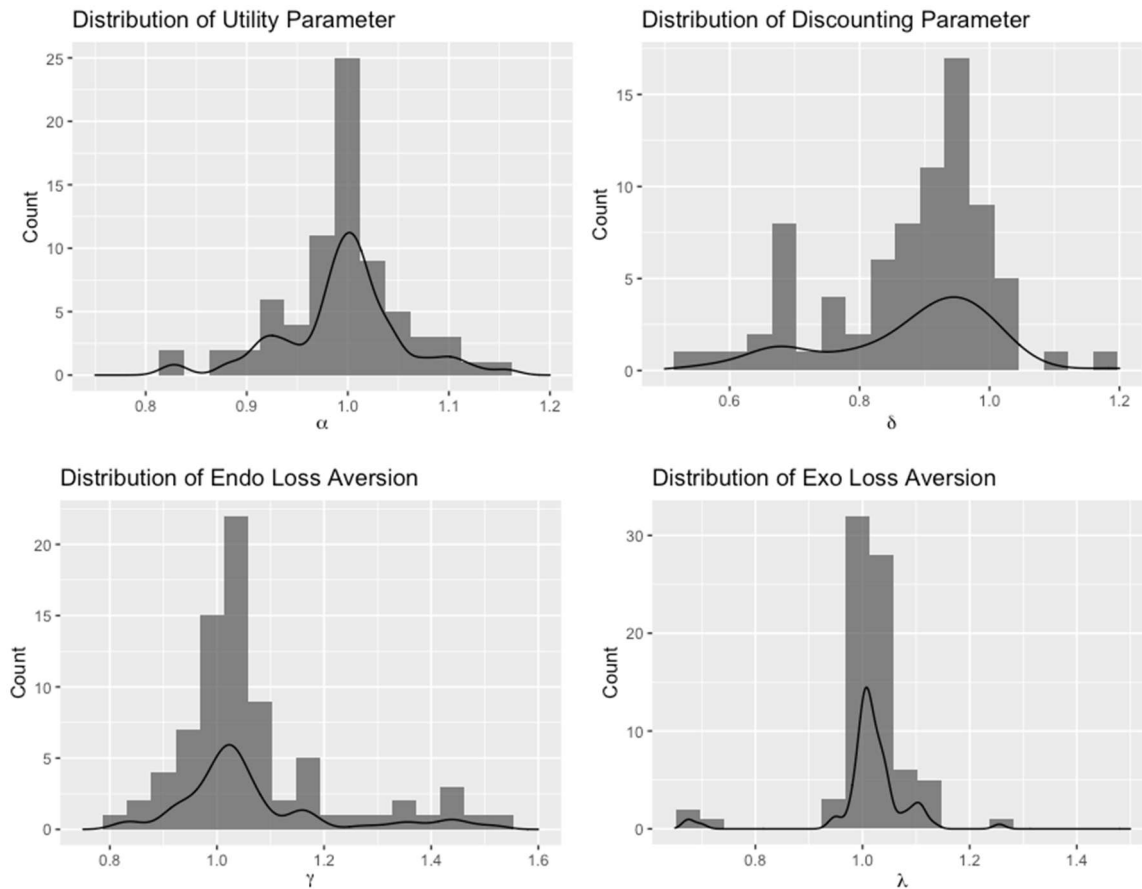 Distribution of Utility Parameter
25
20
15
10
5
0
Count
0.8 0.9 1.0 1.1 1.2
α
Distribution of Discounting Parameter
15
10
5
0
Count
0.6 0.8 1.0 1.2
δ
Distribution of Endo Loss Aversion
20
15
10
5
0
Count
0.8 1.0 1.2 1.4 1.6
γ
Distribution of Exo Loss Aversion
30
20
10
0
Count
0.8 1.0 1.2 1.4
λ